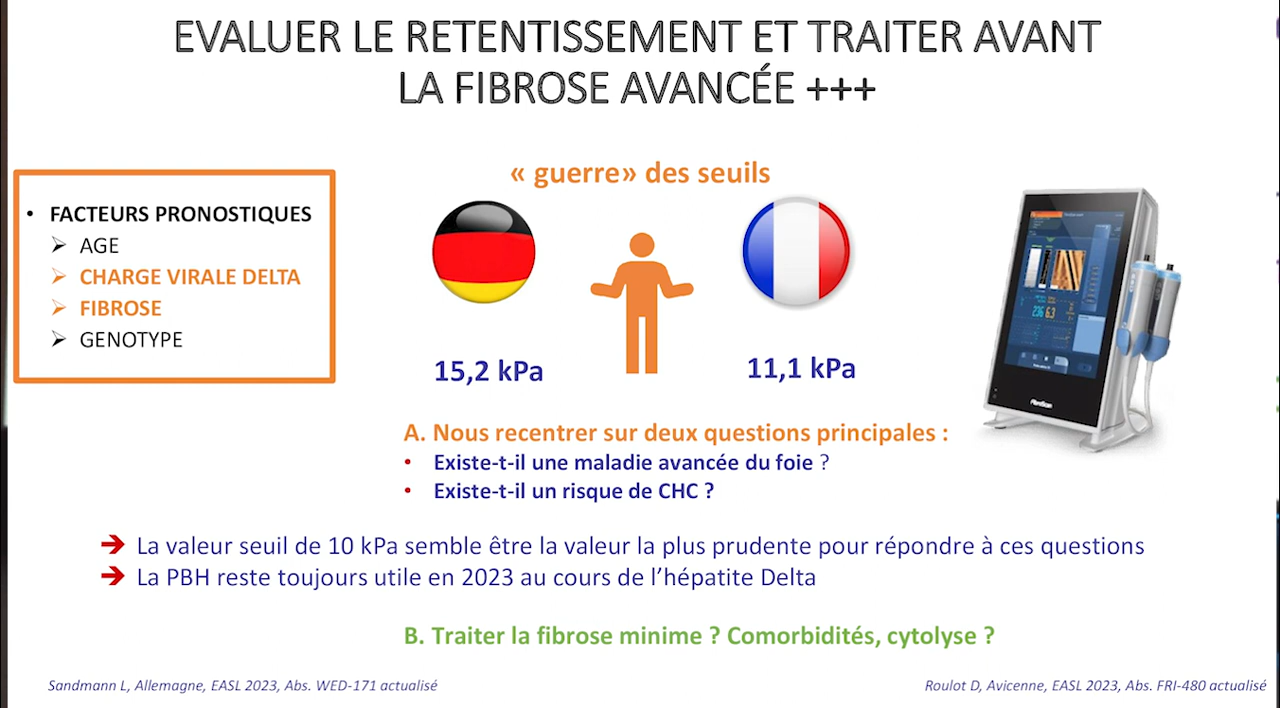 EVALUER LE RETENTISSEMENT ET TRAITER AVANT
LA FIBROSE AVANCÉE +++
« guerre» des seuils
• FACTEURS PRONOSTIQUES
➢ AGE
➢ CHARGE VIRALE DELTA
➢ FIBROSE
➢ GENOTYPE
15,2 kPa
11,1 kPa
FibroScan
A. Nous recentrer sur deux questions principales :
• Existe-t-il une maladie avancée du foie ?
• Existe-t-il un risque de CHC ?
➔ La valeur seuil de 10 kPa semble être la valeur la plus prudente pour répondre à ces questions
➔ La PBH reste toujours utile en 2023 au cours de l’hépatite Delta
B. Traiter la fibrose minime ? Comorbidités, cytolyse ?
Sandmann L, Allemagne, EASL 2023, Abs. WED-171 actualisé
Roulot D, Avicenne, EASL 2023, Abs. FRI-480 actualisé